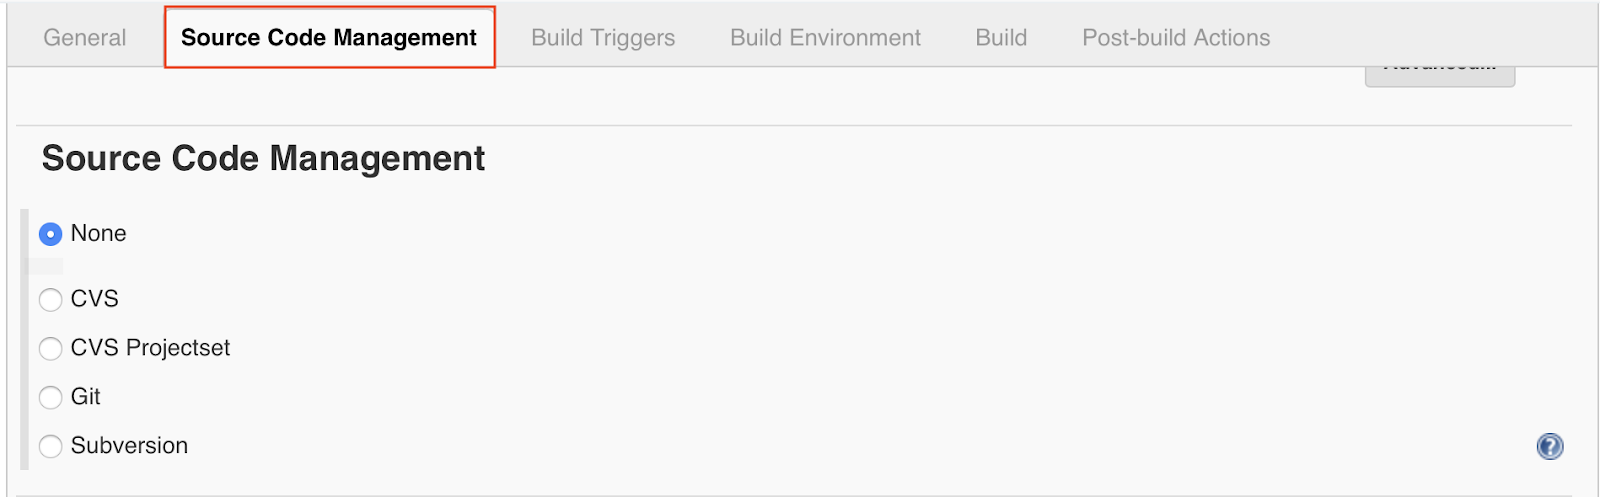 General Source Code Management Build Triggers Build Environment Build Post-build Actions
Source Code Management
None
CVS
CVS Projectset
Git
Subversion
?